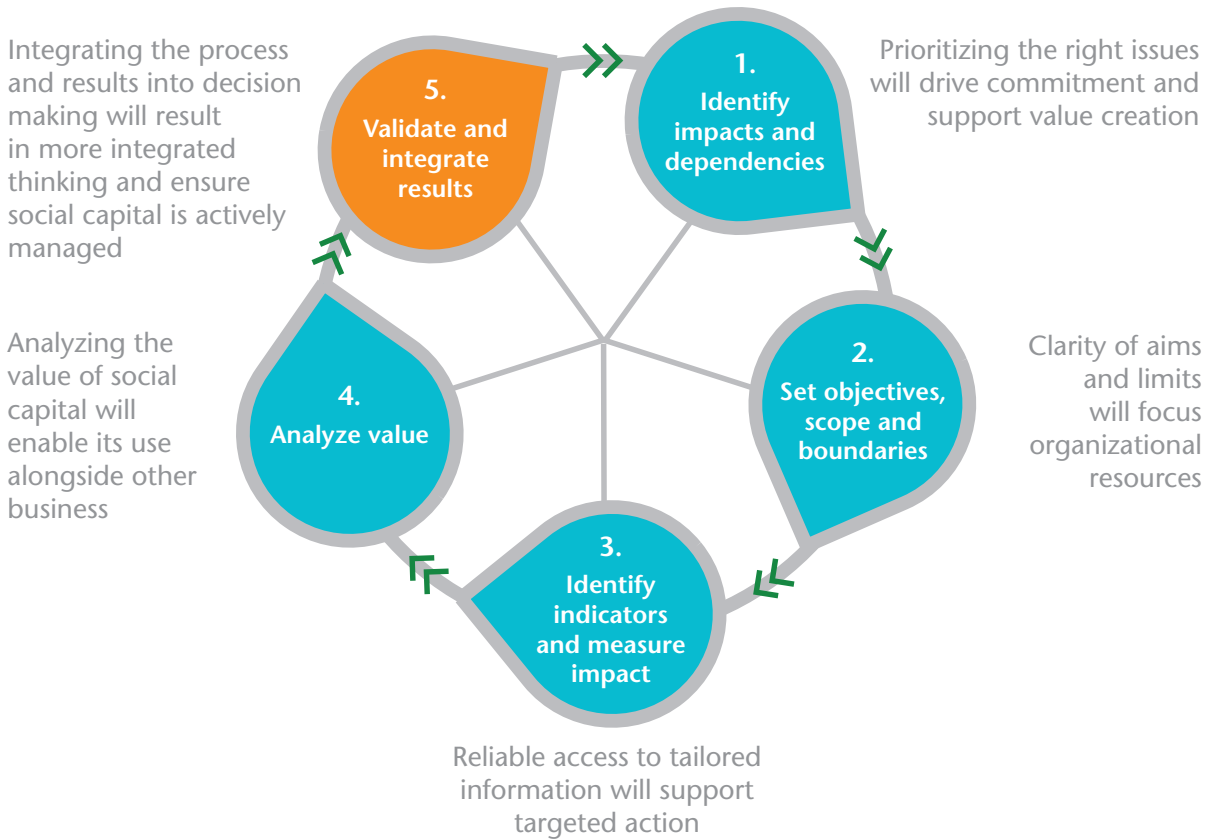 Integrating the process
and results into decision
making will result
in more integrated
thinking and ensure
social capital is actively
managed
5.
Validate and
integrate
results
1.
Identify
impacts and
dependencies
Prioritizing the right issues
will drive commitment and
support value creation
2.
Set objectives,
scope and
boundaries
Clarity of aims
and limits
will focus
organizational
resources
Analyzing the
value of social
capital will
enable its use
alongside other
business
4.
Analyze value
3.
Identify
indicators
and measure
impact
Reliable access to tailored
information will support
targeted action